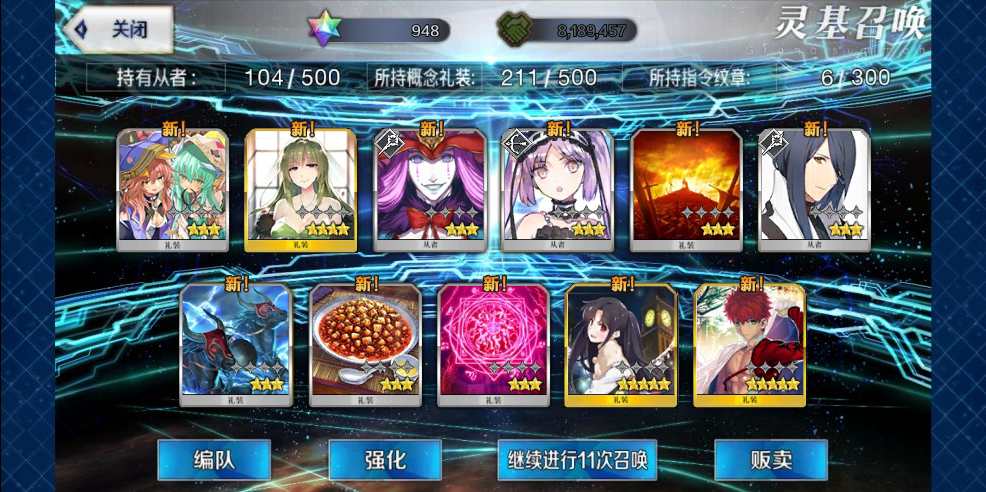 关闭
948
8,189,457
灵基召唤
持有从者：
104/500
所持概念礼装:
211/500
所持指令纹章:
6/300
新！
新！
新！
新！
新！
新！
礼装
礼装
从者
从者
礼装
从者
新！
新！
新！
新！
新！
礼装
礼装
礼装
礼装
礼装
编队
强化
继续进行11次召唤
贩卖